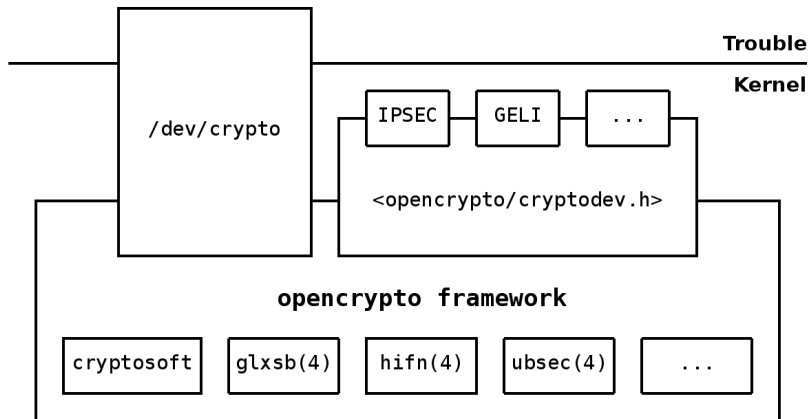 Trouble
Kernel
IPSEC
GELI
...
/dev/crypto
<opencrypto/cryptodev.h>
opencrypto framework
cryptosoft
glxsb(4)
hifn(4)
ubsec(4)
...